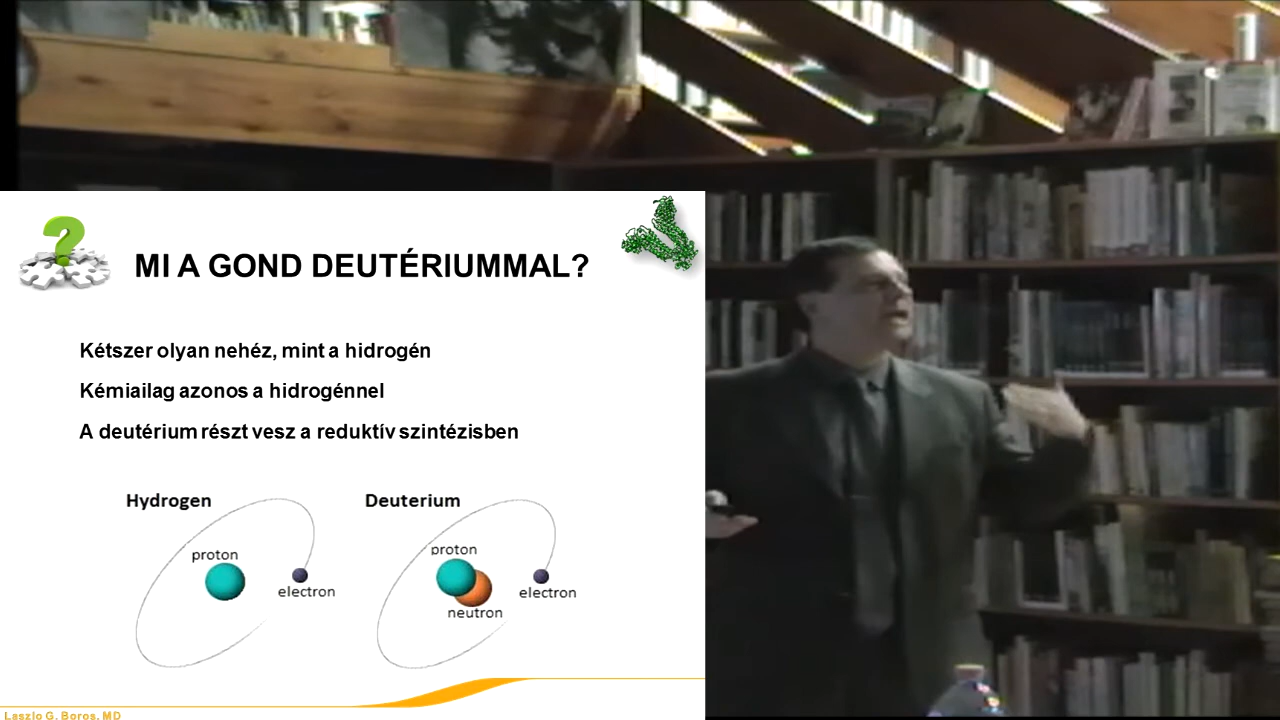 MI A GOND DEUTÉRIUMMAL?
Kétszer olyan nehéz, mint a hidrogén
Kémiailag azonos a hidrogénnel
A deutérium részt vesz a reduktív szintézisben
Hydrogen
Deuterium
proton
proton
electron
electron
neutron
Laszlo G. Boros, MD